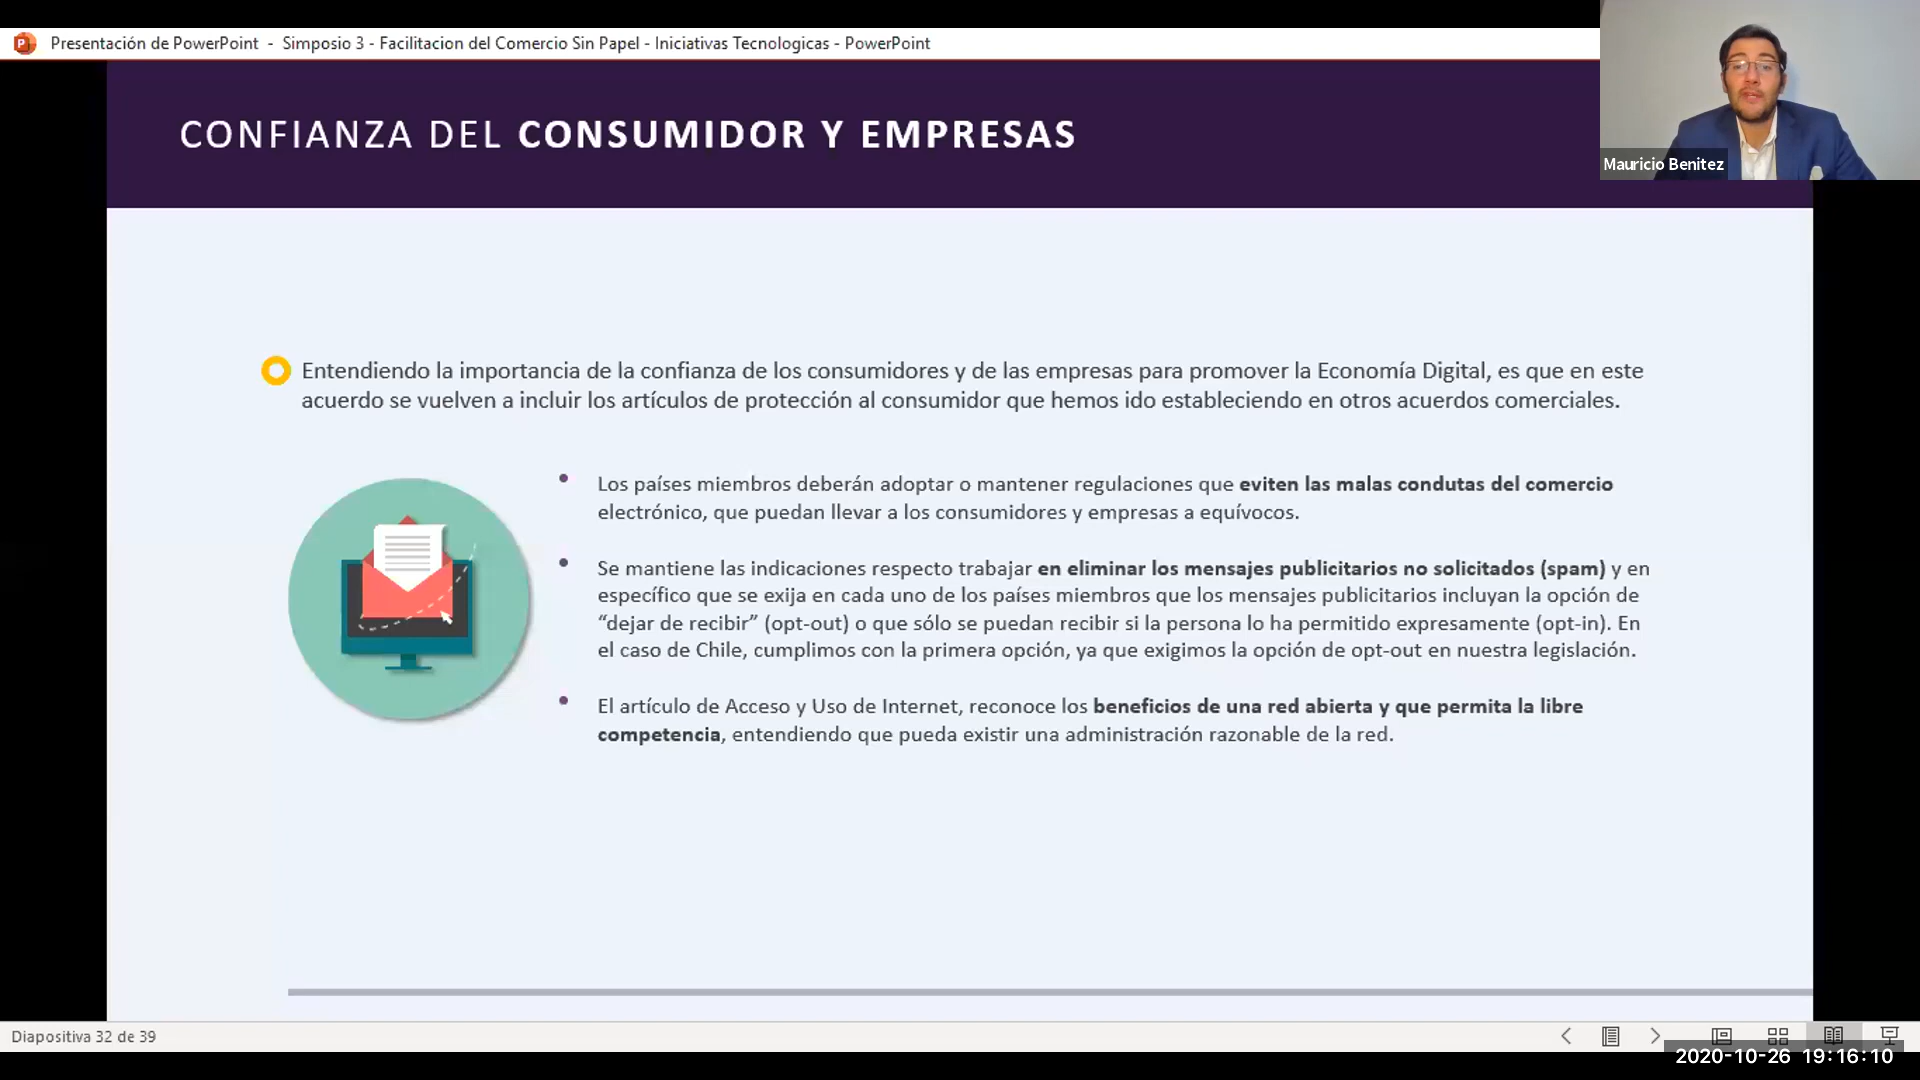 Presentación de PowerPoint - Simposio 3 - Facilitacion del Comercio Sin Papel - Iniciativas Tecnologicas - PowerPoint
CONFIANZA DEL CONSUMIDOR Y EMPRESAS
Mauricio Benitez
Entendiendo la importancia de la confianza de los consumidores y de las empresas para promover la Economía Digital, es que en este
acuerdo se vuelven a incluir los artículos de protección al consumidor que hemos ido estableciendo en otros acuerdos comerciales.
• Los países miembros deberán adoptar o mantener regulaciones que eviten las malas condutas del comercio
electrónico, que puedan llevar a los consumidores y empresas a equívocos.
• Se mantiene las indicaciones respecto trabajar en eliminar los mensajes publicitarios no solicitados (spam) y en
específico que se exija en cada uno de los países miembros que los mensajes publicitarios incluyan la opción de
“dejar de recibir” (opt-out) o que sólo se puedan recibir si la persona lo ha permitido expresamente (opt-in). En
el caso de Chile, cumplimos con la primera opción, ya que exigimos la opción de opt-out en nuestra legislación.
• El artículo de Acceso y Uso de Internet, reconoce los beneficios de una red abierta y que permita la libre
competencia, entendiendo que pueda existir una administración razonable de la red.
Diapositiva 32 de 39
2020-10-26 19:16:10